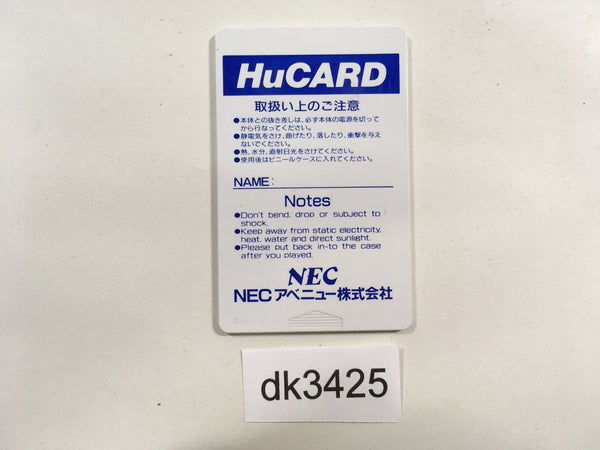 HuCARD
取扱い上のご注意
●本体との抜き差しは、必ず本体の電源を切って
から行なってください。
●静電気をさけ、曲げたり、落したり、衝撃を与え
ないでください。
●熱、水分、直射日光をさけてください。
●使用後はビニールケースに入れてください。
NAME:
Notes
●Don't bend, drop or subject to
shock.
●Keep away from static electricity,
heat, water and direct sunlight.
●Please put back in-to the case
after you played.
NEC
NECアベニュー株式会社
dk3425